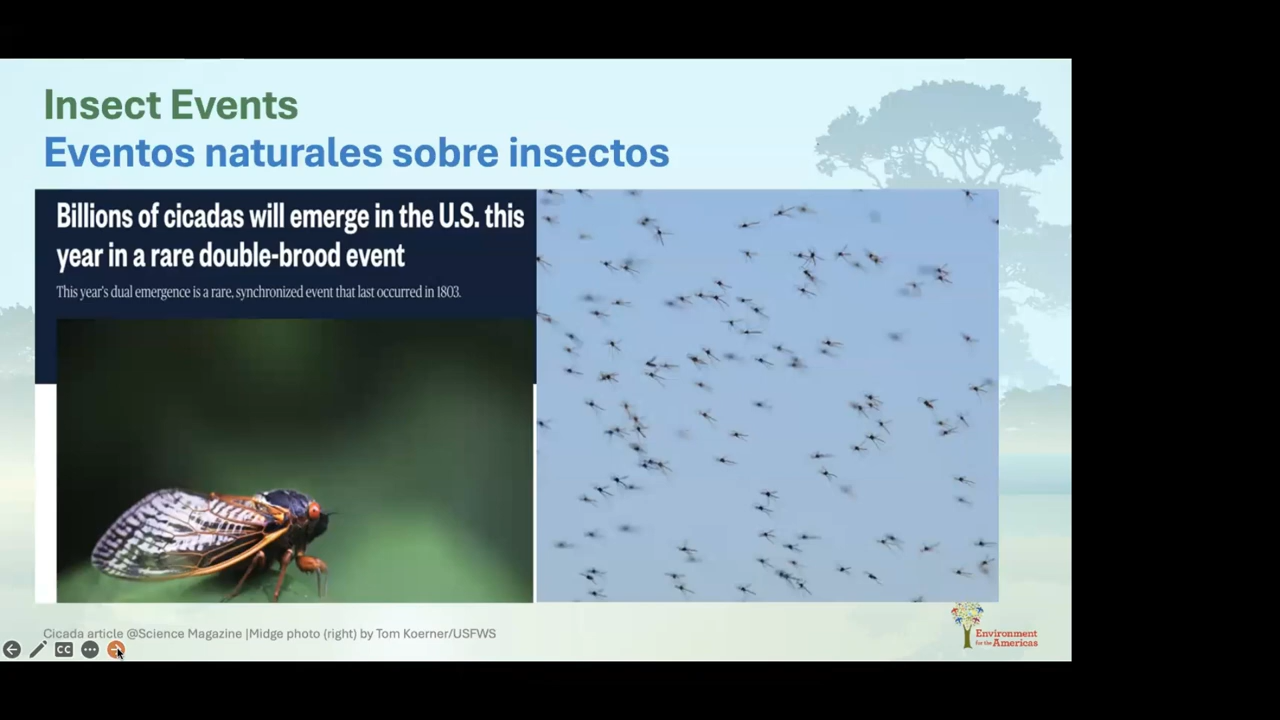 Insect Events
Eventos naturales sobre insectos
Billions of cicadas will emerge in the U.S. this
year in a rare double-brood event
This year's dual emergence is a rare, synchronized event that last occurred in 1803.
Cicada article @Science Magazine |Midge photo (right) by Tom Koerner/USFWS
CC
Environment
for the Americas